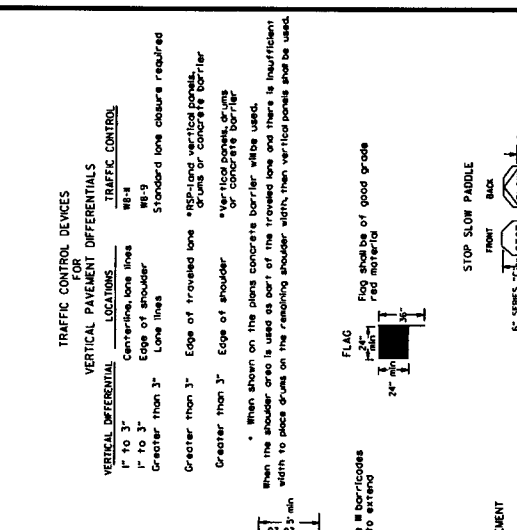 TRAFFIC CONTROL DEVICES
FOR
VERTICAL PAVEMENT DIFFERENTIALS
VERTICAL DIFFERENTIAL LOCATIONS TRAFFIC CONTROL
1" to 3" Centerline, lane lines W8-11
1" to 3" Edge of shoulder W8-9
Greater than 3" Lane lines Standard lane closure required
Greater than 3" Edge of traveled lane *RSP-1and vertical panels,
drums or concrete barrier
Greater than 3" Edge of shoulder *Vertical panels, drums
or concrete barrier
* When shown on the plans concrete barrier will be used.
When the shoulder area is used as part of the traveled lane and there is insufficient
width to place drums on the remaining shoulder width, then vertical panels shall be used.
FLAG
Flag shall be of good grade
red material
24"
min
36"
24" min
STOP SLOW PADDLE
FRONT BACK
6" SERIES
barricades
to extend
min